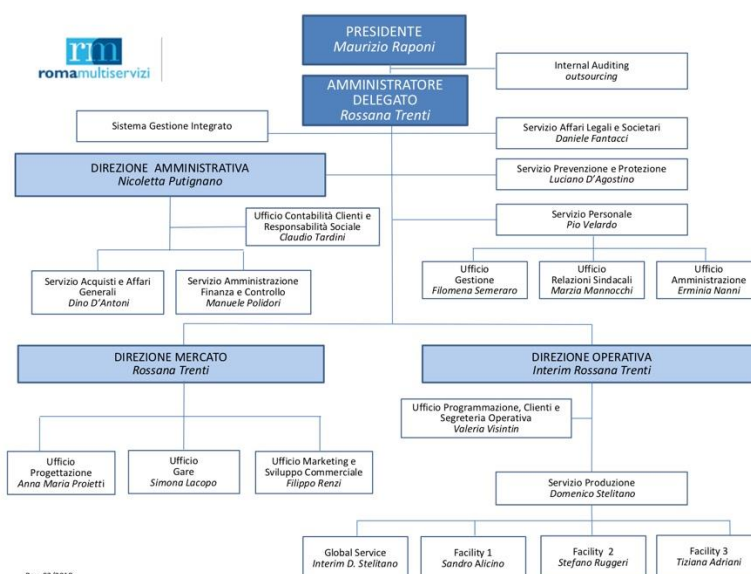 PRESIDENTE
Maurizio Raponi
rm
romamultiservizi
Internal Auditing
outsourcing
AMMINISTRATORE
DELEGATO
Rossana Trenti
Sistema Gestione Integrato
Servizio Affari Legali e Societari
Daniele Fantacci
DIREZIONE AMMINISTRATIVA
Nicoletta Putignano
Servizio Prevenzione e Protezione
Luciano D'Agostino
Ufficio Contabilità Clienti e
Responsabilità Sociale
Claudio Tardini
Servizio Personale
Pio Velardo
Servizio Acquisti e Affari
Generali
Dino D'Antoni
Servizio Amministrazione
Finanza e Controllo
Manuele Polidori
Ufficio
Gestione
Filomena Semeraro
Ufficio
Relazioni Sindacali
Marzia Mannocchi
Ufficio
Amministrazione
Erminia Nanni
DIREZIONE MERCATO
Rossana Trenti
DIREZIONE OPERATIVA
Interim Rossana Trenti
Ufficio Programmazione, Clienti e
Segreteria Operativa
Valeria Visintin
Ufficio
Progettazione
Anna Maria Proietti
Ufficio
Gare
Simona Lacopo
Ufficio Marketing e
Sviluppo Commerciale
Filippo Renzi
Servizio Produzione
Domenico Stelitano
Global Service
Interim D. Stelitano
Facility 1
Sandro Alicino
Facility 2
Stefano Ruggeri
Facility 3
Tiziana Adriani